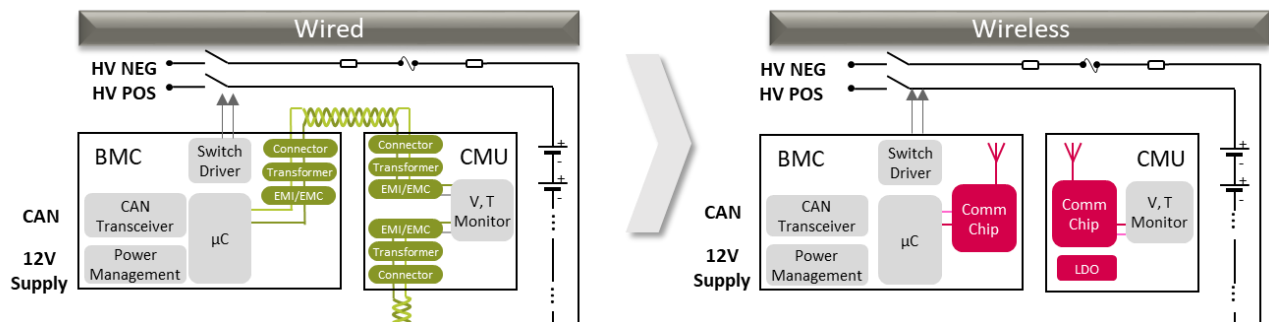 Wired
HV NEG
HV POS
BMC
Switch
Driver
Connector
Transformer
EMI/EMC
CAN
Transceiver
µC
Power
Management
CAN
12V
Supply
Connector
Transformer
EMI/EMC
CMU
V, T
Monitor
EMI/EMC
Transformer
Connector
+
-
+
-
Wireless
HV NEG
HV POS
BMC
Switch
Driver
CAN
Transceiver
µC
Comm
Chip
Power
Management
CAN
12V
Supply
CMU
Comm
Chip
V, T
Monitor
LDO
+
-
+
-